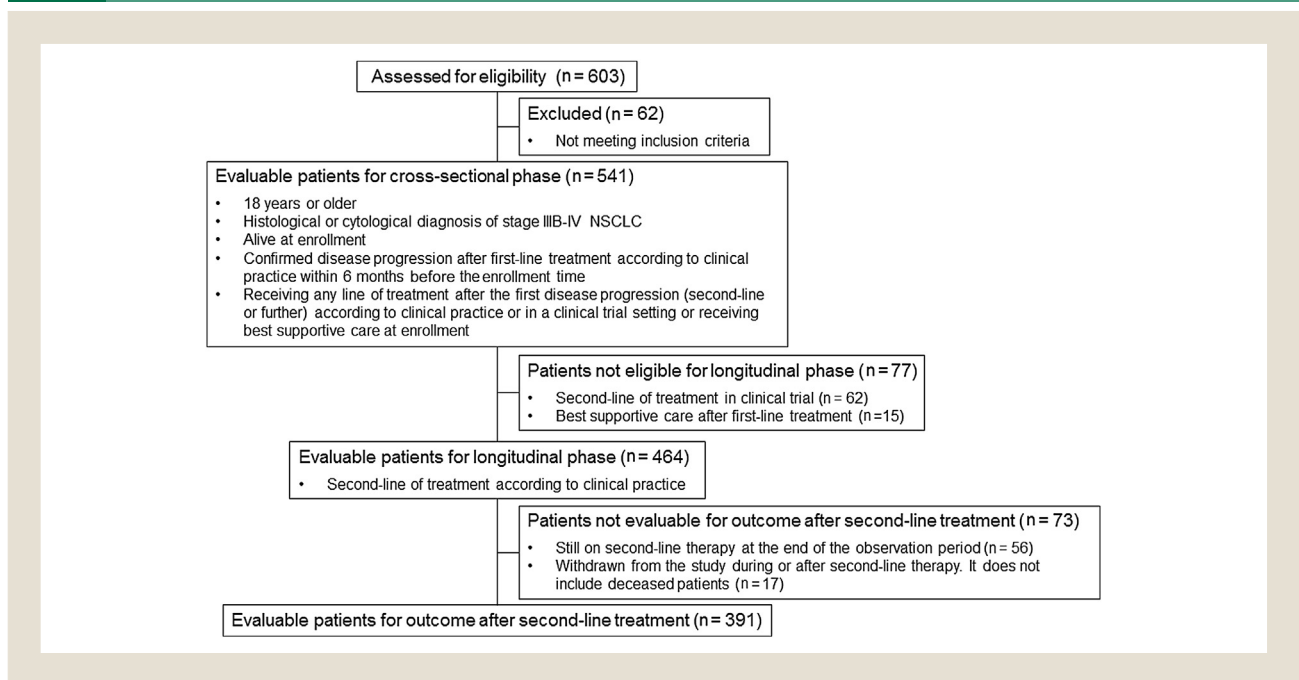 Assessed for eligibility (n = 603)
Excluded (n = 62)
• Not meeting inclusion criteria
Evaluable patients for cross-sectional phase (n = 541)
• 18 years or older
• Histological or cytological diagnosis of stage IIIB-IV NSCLC
• Alive at enrollment
• Confirmed disease progression after first-line treatment according to clinical
practice within 6 months before the enrollment time
• Receiving any line of treatment after the first disease progression (second-line
or further) according to clinical practice or in a clinical trial setting or receiving
best supportive care at enrollment
Patients not eligible for longitudinal phase (n = 77)
• Second-line of treatment in clinical trial (n = 62)
• Best supportive care after first-line treatment (n =15)
Evaluable patients for longitudinal phase (n = 464)
• Second-line of treatment according to clinical practice
Patients not evaluable for outcome after second-line treatment (n = 73)
• Still on second-line therapy at the end of the observation period (n = 56)
• Withdrawn from the study during or after second-line therapy. It does not
include deceased patients (n = 17)
Evaluable patients for outcome after second-line treatment (n = 391)